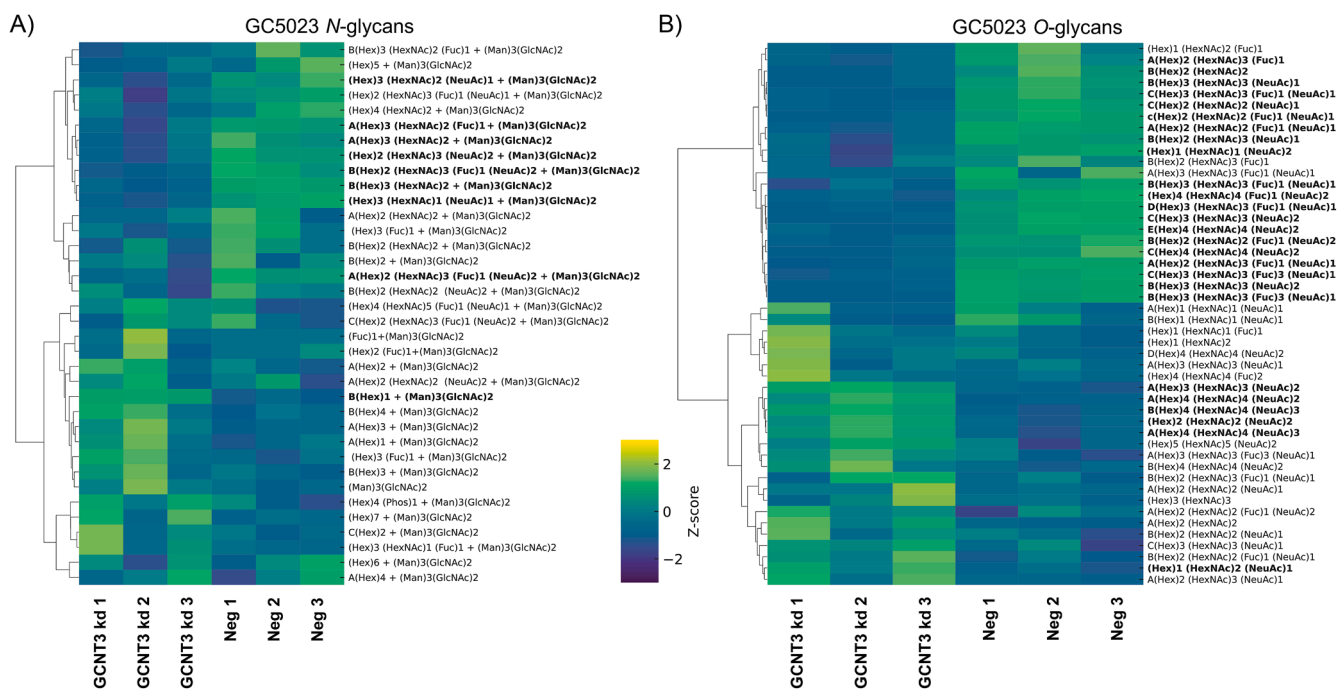 A)
GC5023 N-glycans
B(Hex)3 (HexNAc)2 (Fuc)1 + (Man)3(GlcNAc)2
(Hex)5 + (Man)3(GlcNAc)2
(Hex)3 (HexNAc)2 (NeuAc)1 + (Man)3(GlcNAc)2
(Hex)2 (HexNAc)3 (Fuc)1 (NeuAc)1 + (Man)3(GlcNAc)2
(Hex)4 (HexNAc)2 + (Man)3(GlcNAc)2
A(Hex)3 (HexNAc)2 (Fuc)1+ (Man)3(GlcNAc)2
A(Hex)3 (HexNAc)2 + (Man)3(GlcNAc)2
(Hex)2 (HexNAc)3 (NeuAc)2 + (Man)3(GlcNAc)2
B(Hex)2 (HexNAc)3 (Fuc)1 (NeuAc)2 + (Man)3(GlcNAc)2
B(Hex)3 (HexNAc)2 + (Man)3(GlcNAc)2
(Hex)3 (HexNAc)1 (NeuAc)1 + (Man)3(GlcNAc)2
A(Hex)2 (HexNAc)2 + (Man)3(GlcNAc)2
(Hex)3 (Fuc)1 + (Man)3(GlcNAc)2
B(Hex)2 (HexNAc)2 + (Man)3(GlcNAc)2
B(Hex)2 + (Man)3(GlcNAc)2
A(Hex)2 (HexNAc)3 (Fuc)1 (NeuAc)2 + (Man)3(GlcNAc)2
B(Hex)2 (HexNAc)2 (NeuAc)2 + (Man)3(GlcNAc)2
(Hex)4 (HexNAc)5 (Fuc)1 (NeuAc)1 + (Man)3(GlcNAc)2
C(Hex)2 (HexNAc)3 (Fuc)1 (NeuAc)2 + (Man)3(GlcNAc)2
(Fuc)1+(Man)3(GlcNAc)2
(Hex)2 (Fuc)1+(Man)3(GlcNAc)2
A(Hex)2 + (Man)3(GlcNAc)2
A(Hex)2 (HexNAc)2 (NeuAc)2 + (Man)3(GlcNAc)2
B(Hex)1 + (Man)3(GlcNAc)2
B(Hex)4 + (Man)3(GlcNAc)2
A(Hex)3 + (Man)3(GlcNAc)2
A(Hex)1 + (Man)3(GlcNAc)2
(Hex)3 (Fuc)1 + (Man)3(GlcNAc)2
B(Hex)3 + (Man)3(GlcNAc)2
(Man)3(GlcNAc)2
(Hex)4 (Phos)1 + (Man)3(GlcNAc)2
(Hex)7 + (Man)3(GlcNAc)2
C(Hex)2 + (Man)3(GlcNAc)2
(Hex)3 (HexNAc)1 (Fuc)1 + (Man)3(GlcNAc)2
(Hex)6 + (Man)3(GlcNAc)2
A(Hex)4 + (Man)3(GlcNAc)2
GCNT3 kd 1
GCNT3 kd 2
GCNT3 kd 3
Neg 1
Neg 2
Neg 3
2
0
−2
Z-score
B)
GC5023 O-glycans
(Hex)1 (HexNAc)2 (Fuc)1
A(Hex)2 (HexNAc)3 (Fuc)1
B(Hex)2 (HexNAc)2
B(Hex)3 (HexNAc)3 (NeuAc)1
C(Hex)3 (HexNAc)3 (Fuc)1 (NeuAc)1
C(Hex)2 (HexNAc)2 (NeuAc)1
c(Hex)2 (HexNAc)2 (Fuc)1 (NeuAc)1
A(Hex)2 (HexNAc)2 (Fuc)1 (NeuAc)1
B(Hex)2 (HexNAc)3 (NeuAc)1
(Hex)1 (HexNAc)1 (NeuAc)2
B(Hex)2 (HexNAc)3 (Fuc)1
A(Hex)3 (HexNAc)3 (Fuc)1 (NeuAc)1
B(Hex)3 (HexNAc)3 (Fuc)1 (NeuAc)1
(Hex)4 (HexNAc)4 (Fuc)1 (NeuAc)2
D(Hex)3 (HexNAc)3 (Fuc)1 (NeuAc)1
C(Hex)3 (HexNAc)3 (NeuAc)2
E(Hex)4 (HexNAc)4 (NeuAc)2
B(Hex)2 (HexNAc)2 (Fuc)1 (NeuAc)2
C(Hex)4 (HexNAc)4 (NeuAc)2
A(Hex)2 (HexNAc)3 (Fuc)1 (NeuAc)1
C(Hex)3 (HexNAc)3 (Fuc)3 (NeuAc)1
B(Hex)3 (HexNAc)3 (NeuAc)2
B(Hex)3 (HexNAc)3 (Fuc)3 (NeuAc)1
A(Hex)1 (HexNAc)1 (NeuAc)1
B(Hex)1 (HexNAc)1 (NeuAc)1
(Hex)1 (HexNAc)1 (Fuc)1
(Hex)1 (HexNAc)2
D(Hex)4 (HexNAc)4 (NeuAc)2
A(Hex)3 (HexNAc)3 (NeuAc)1
(Hex)4 (HexNAc)4 (Fuc)2
A(Hex)3 (HexNAc)3 (NeuAc)2
A(Hex)4 (HexNAc)4 (NeuAc)2
B(Hex)4 (HexNAc)4 (NeuAc)3
(Hex)2 (HexNAc)2 (NeuAc)2
A(Hex)4 (HexNAc)4 (NeuAc)3
(Hex)5 (HexNAc)5 (NeuAc)2
A(Hex)3 (HexNAc)3 (Fuc)3 (NeuAc)1
B(Hex)4 (HexNAc)4 (NeuAc)2
B(Hex)2 (HexNAc)3 (Fuc)1 (NeuAc)1
A(Hex)2 (HexNAc)2 (NeuAc)1
(Hex)3 (HexNAc)3
A(Hex)2 (HexNAc)2 (Fuc)1 (NeuAc)2
A(Hex)2 (HexNAc)2
B(Hex)2 (HexNAc)2 (NeuAc)1
C(Hex)3 (HexNAc)3 (NeuAc)1
B(Hex)2 (HexNAc)2 (Fuc)1 (NeuAc)1
(Hex)1 (HexNAc)2 (NeuAc)1
A(Hex)2 (HexNAc)3 (NeuAc)1
GCNT3 kd 1
GCNT3 kd 2
GCNT3 kd 3
Neg 1
Neg 2
Neg 3